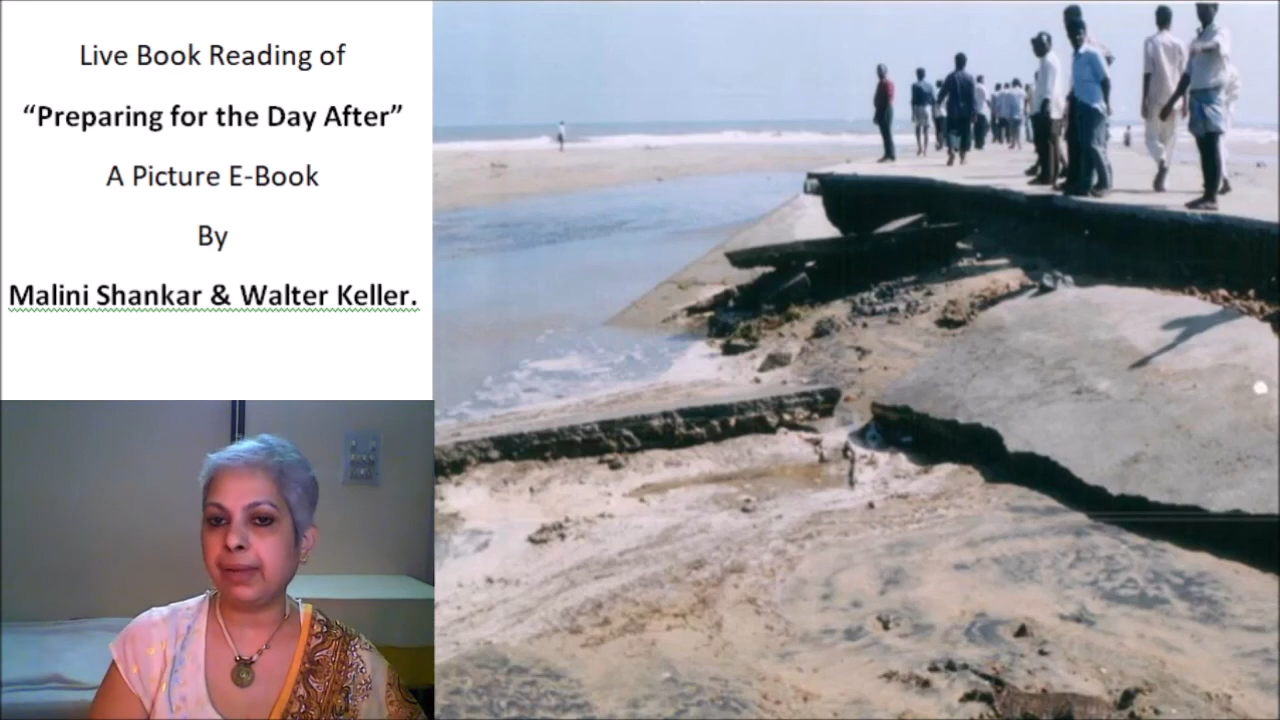 Live Book Reading of
“Preparing for the Day After”
A Picture E-Book
By
Malini Shankar & Walter Keller.